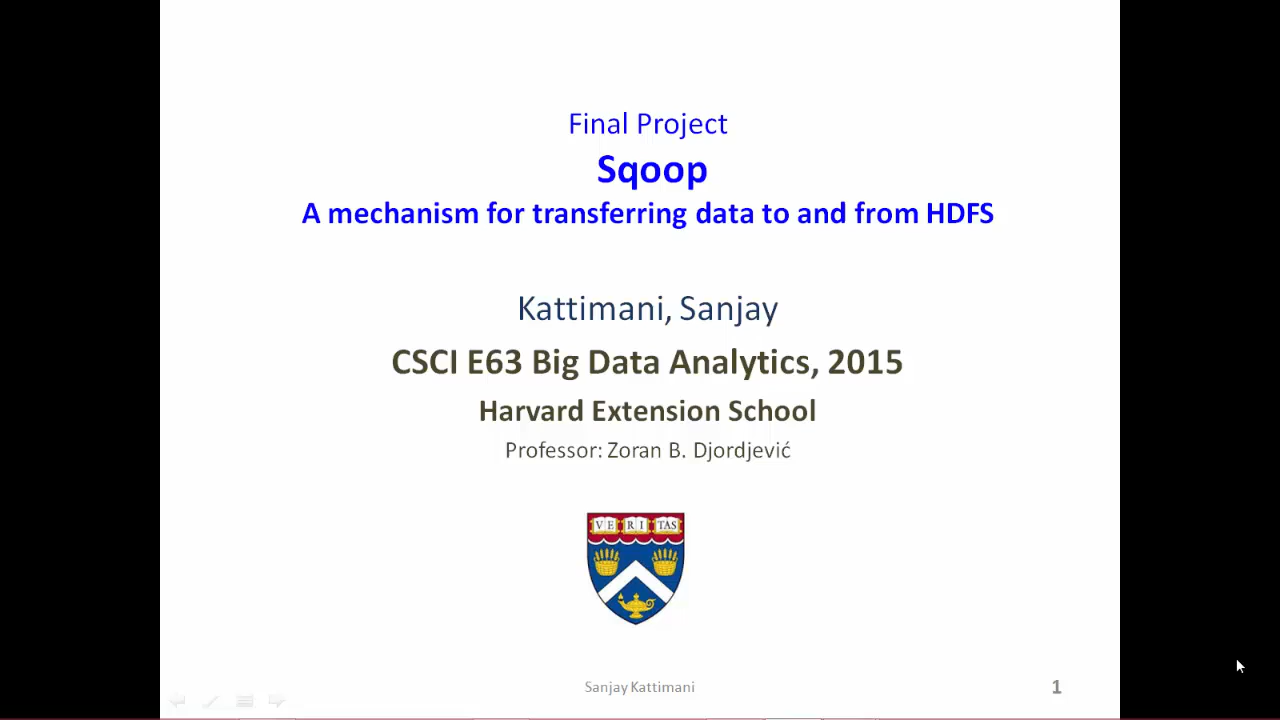 Final Project
Sqoop
A mechanism for transferring data to and from HDFS
Kattimani, Sanjay
CSCI E63 Big Data Analytics, 2015
Harvard Extension School
Professor: Zoran B. Djordjević
VE RI TAS
Sanjay Kattimani
1